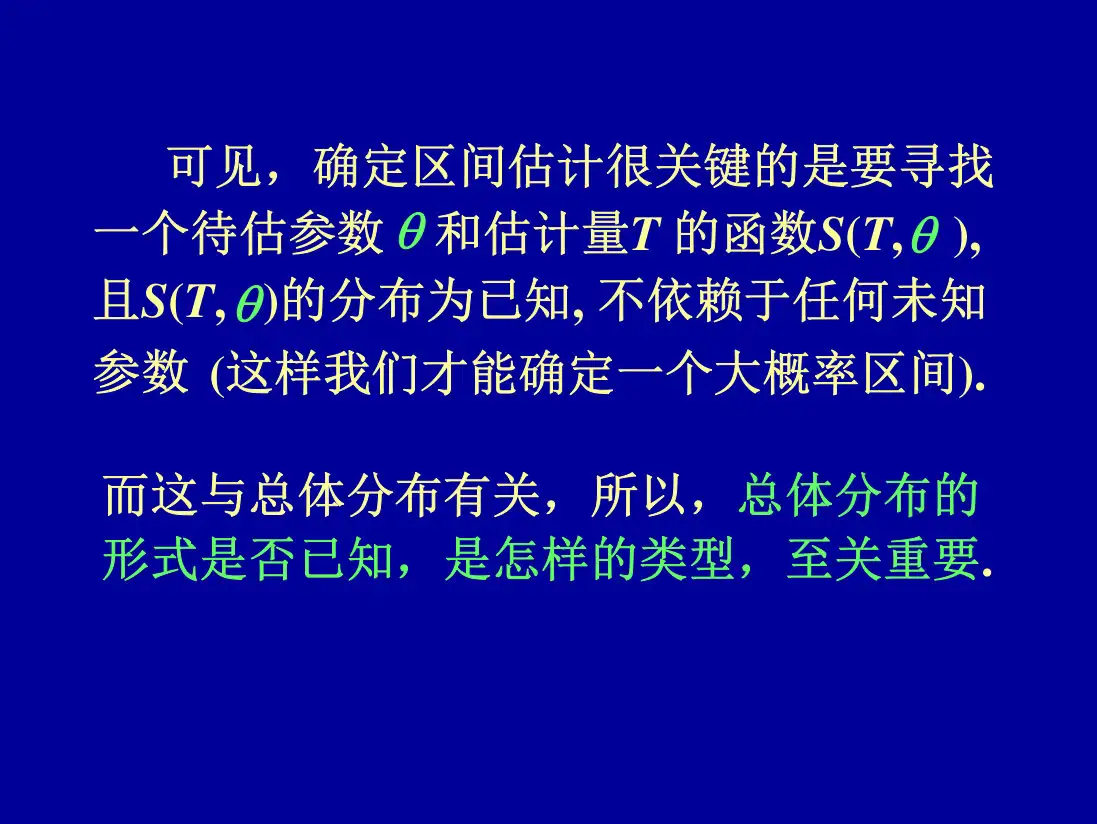 可见，确定区间估计很关键的是要寻找
一个待估参数θ和估计量T 的函数S(T,θ ),
且S(T,θ)的分布为已知, 不依赖于任何未知
参数 (这样我们才能确定一个大概率区间).
而这与总体分布有关，所以，总体分布的
形式是否已知，是怎样的类型，至关重要.